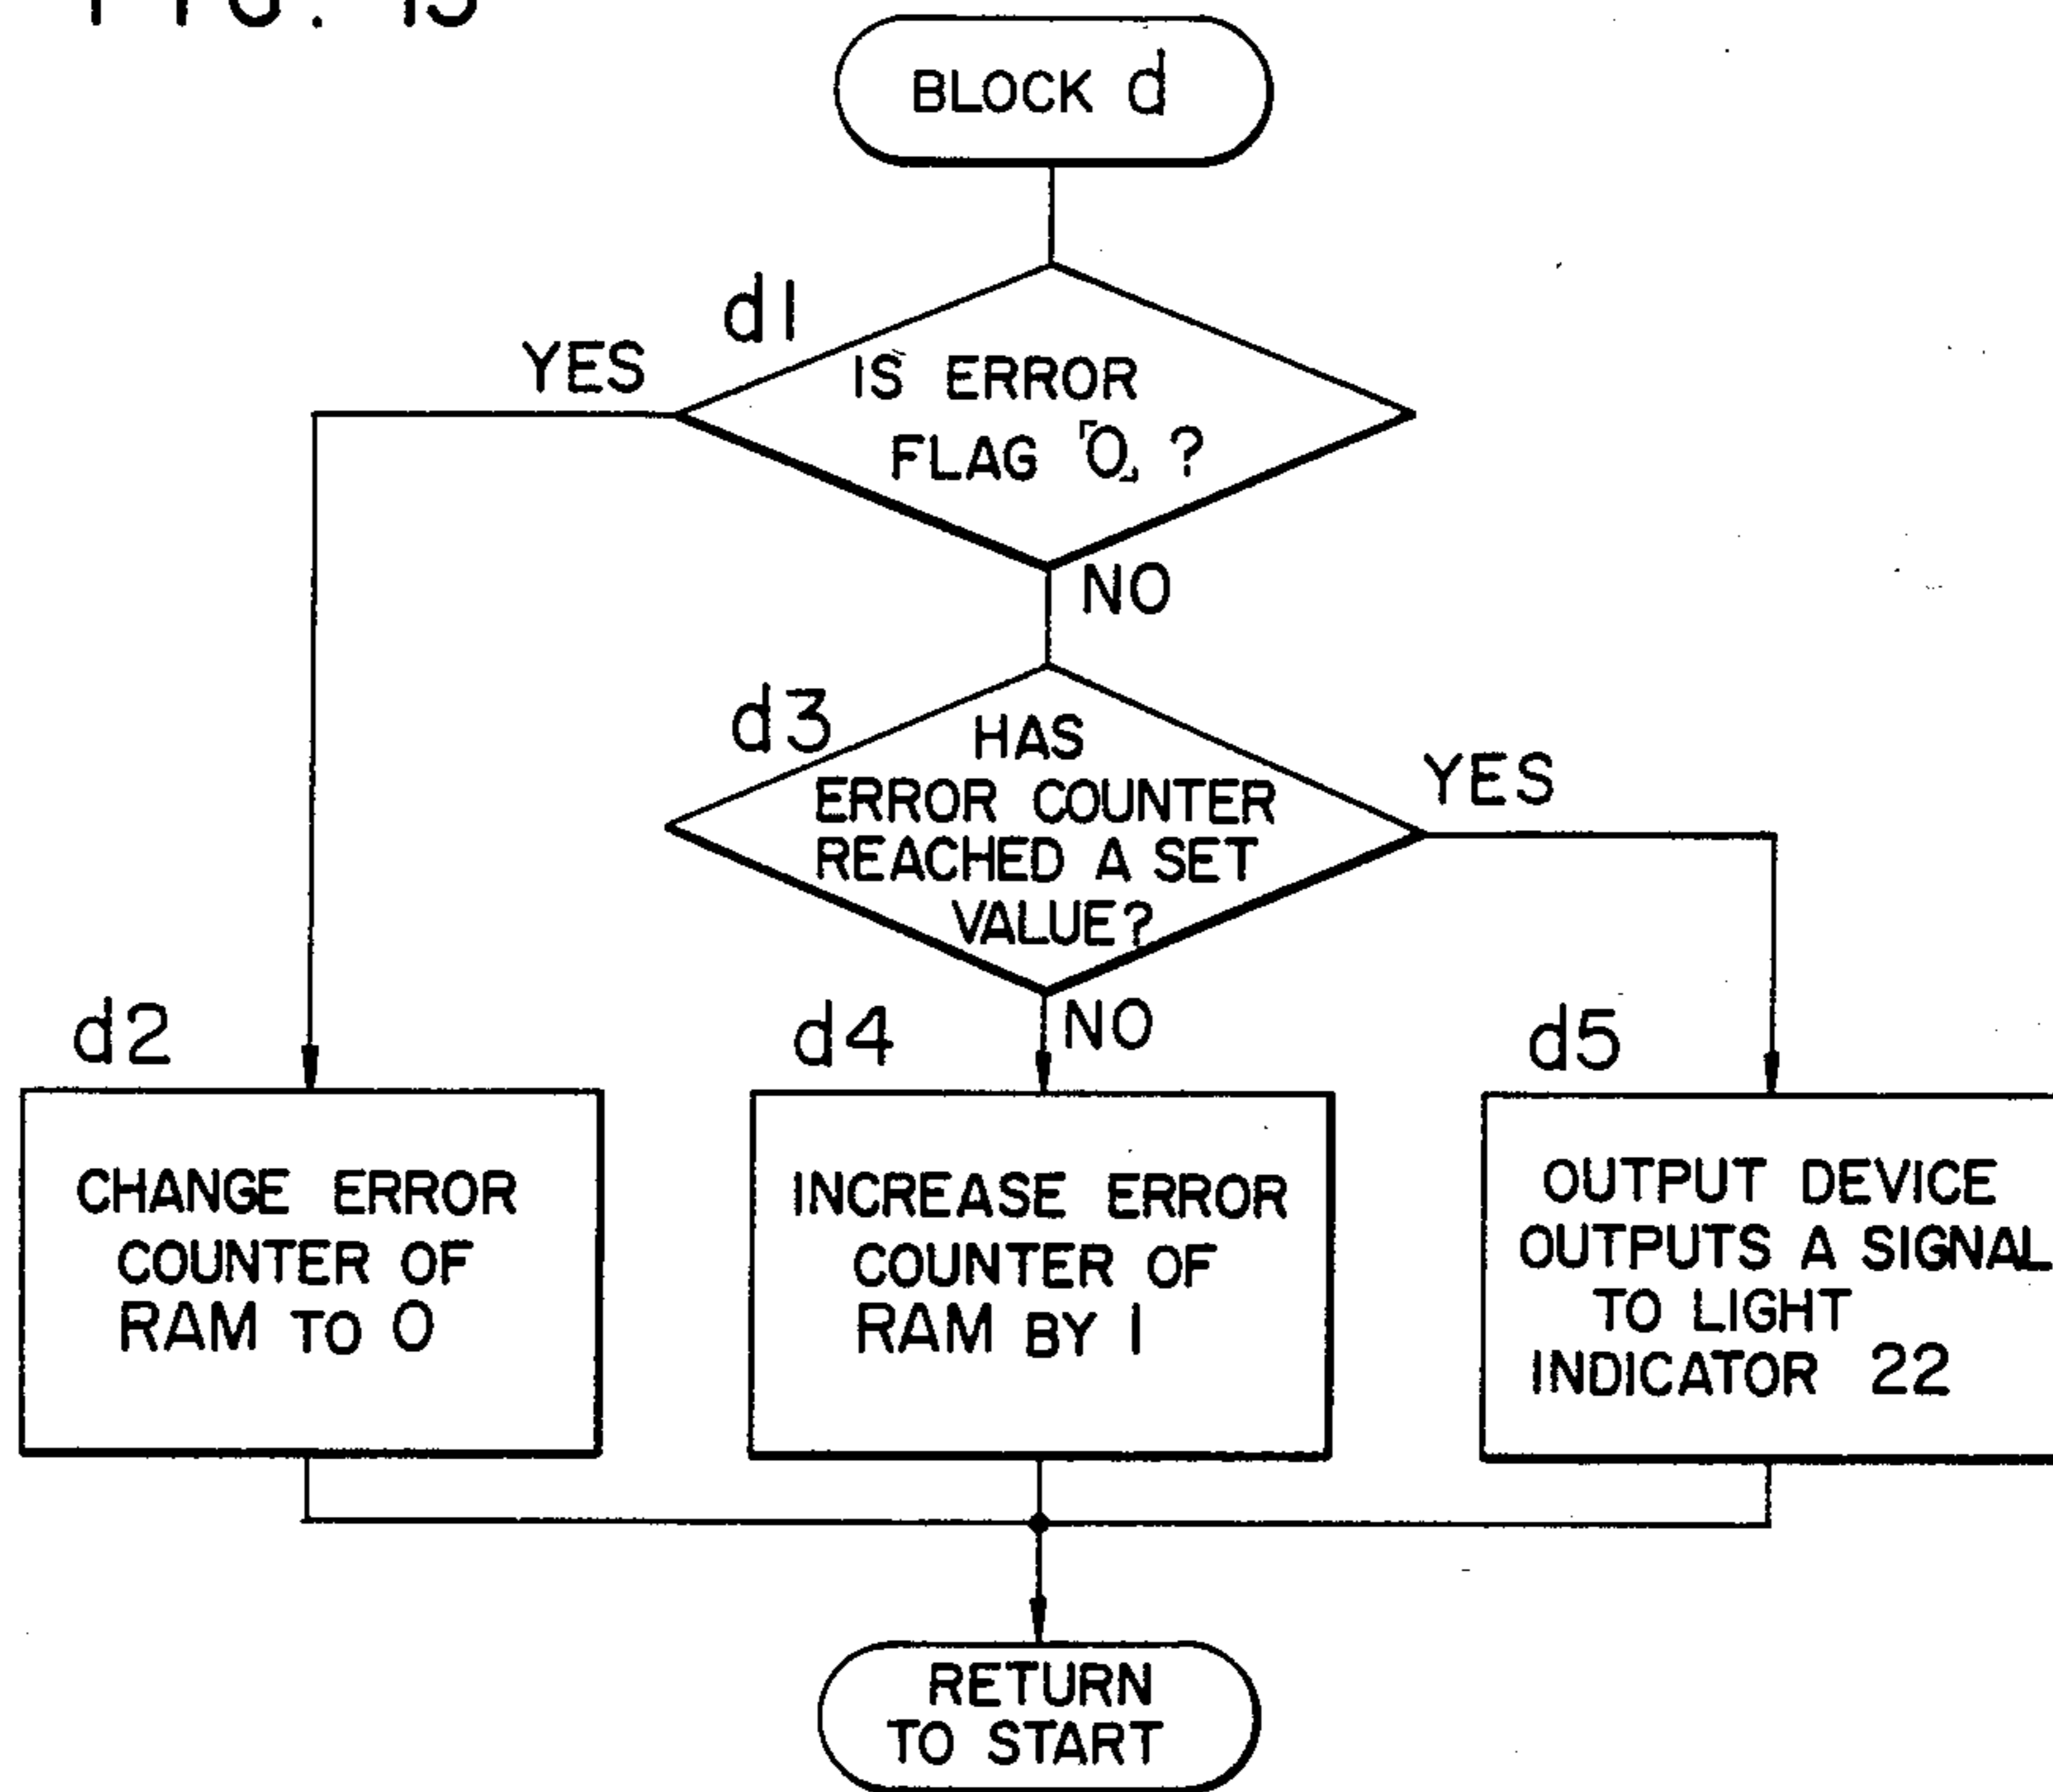 FIG. 15
BLOCK d
d1
YES
IS ERROR
FLAG 「0」 ?
NO
d3
HAS
ERROR COUNTER
REACHED A SET
VALUE?
YES
NO
d2
CHANGE ERROR
COUNTER OF
RAM TO 0
d4
INCREASE ERROR
COUNTER OF
RAM BY 1
d5
OUTPUT DEVICE
OUTPUTS A SIGNAL
TO LIGHT
INDICATOR 22
RETURN
TO START